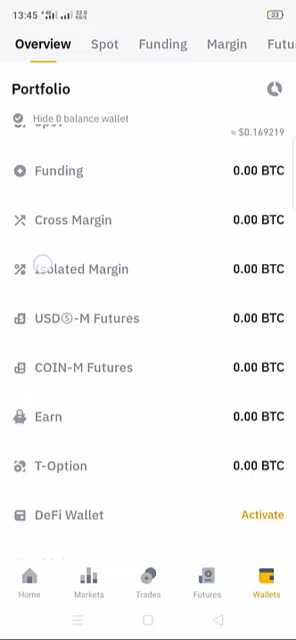 13:45
33
Overview Spot Funding Margin Futu
Portfolio
Hide 0 balance wallet
Spot
≈ $0.169219
Funding 0.00 BTC
Cross Margin 0.00 BTC
Isolated Margin 0.00 BTC
USDⓈ-M Futures 0.00 BTC
COIN-M Futures 0.00 BTC
Earn 0.00 BTC
T-Option 0.00 BTC
DeFi Wallet Activate
Home Markets Trades Futures Wallets